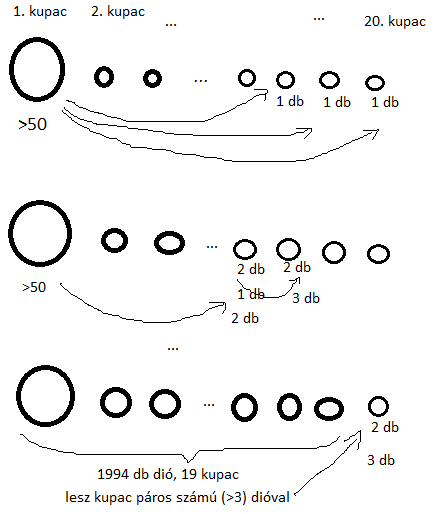 1. kupac 2. kupac ... ... 20. kupac
...
1 db 1 db 1 db
>50
...
2 db 2 db
>50 1 db 3 db
2 db
...
...
2 db
1994 db dió, 19 kupac 3 db
lesz kupac páros számú (>3) dióval